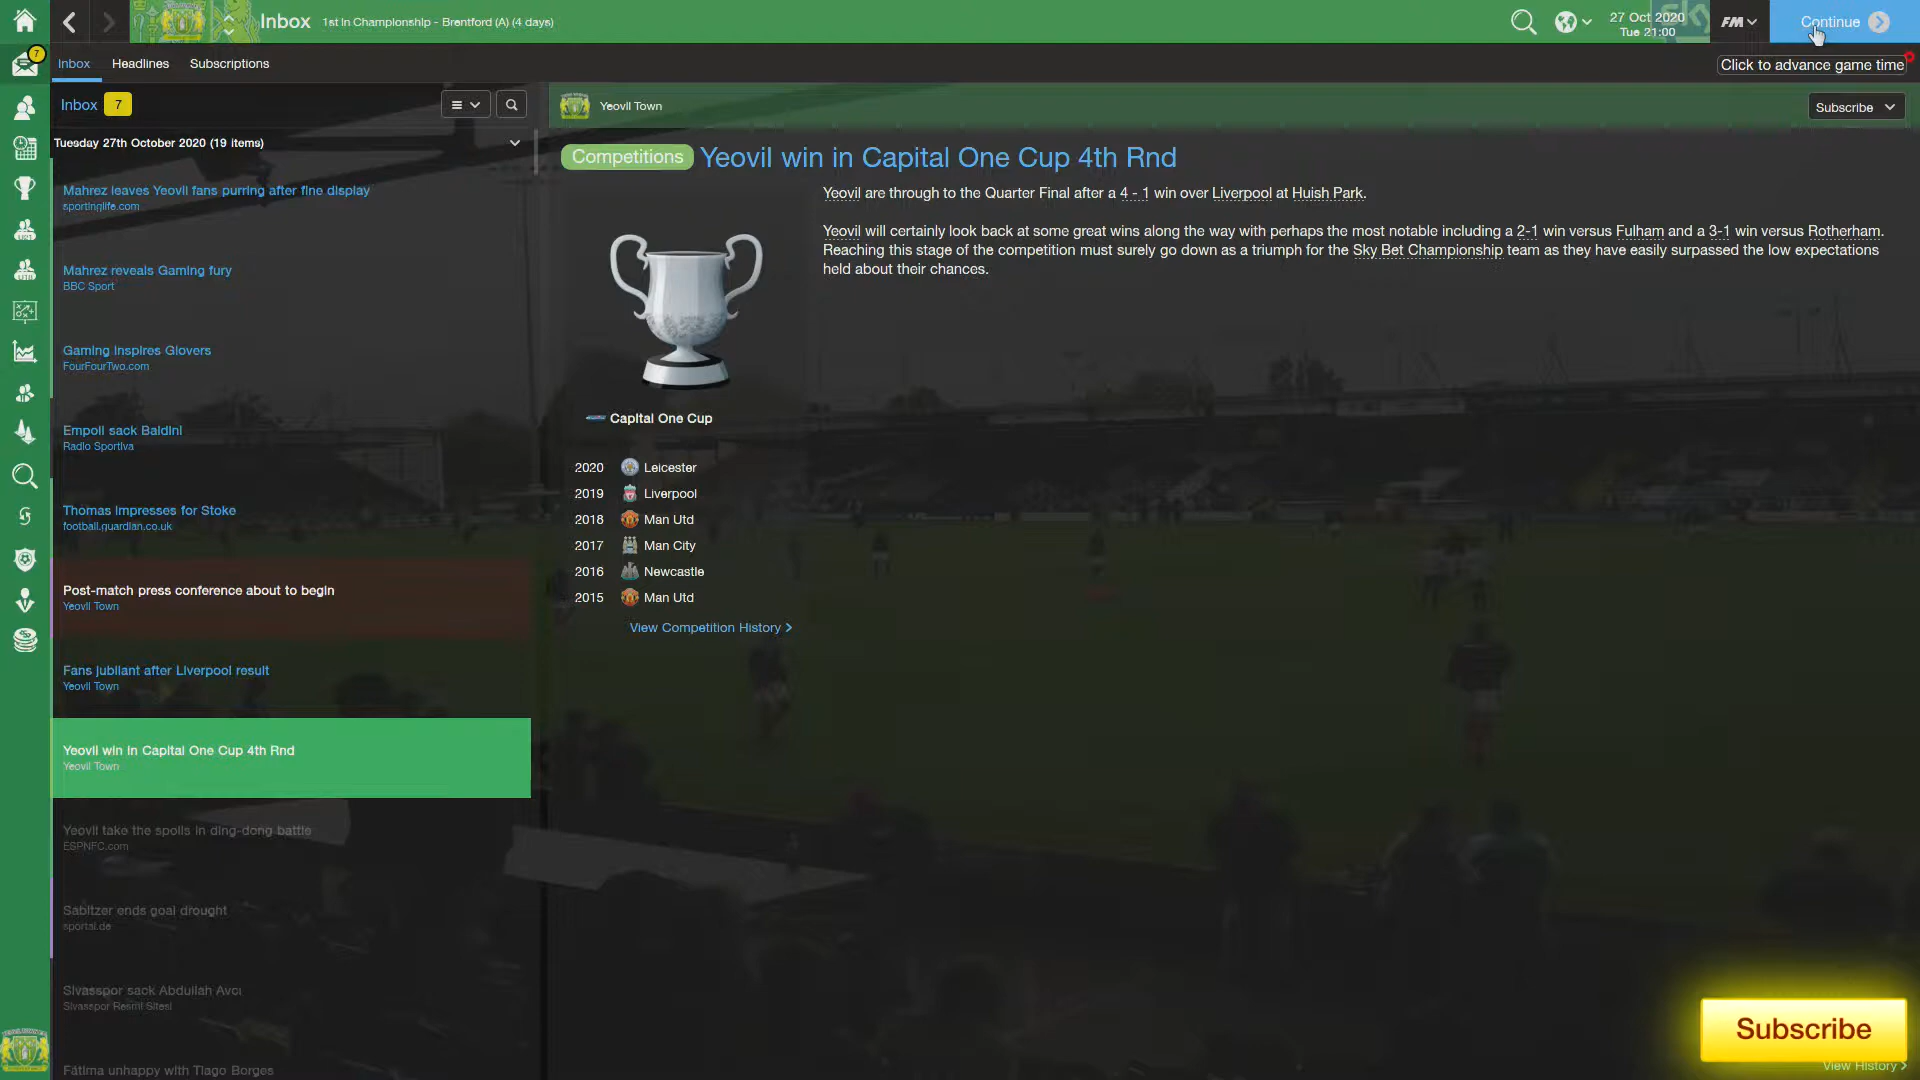 Inbox
1st in Championship - Brentford (A) (4 days)
27 Oct 2020
Tue 21:00
FM
Continue
7
Inbox Headlines Subscriptions
Click to advance game time
Inbox 7
Yeovil Town
Subscribe
Tuesday 27th October 2020 (19 items)
Mahrez leaves Yeovil fans purring after fine display
sportinglife.com
Mahrez reveals Gaming fury
BBC Sport
Gaming inspires Glovers
FourFourTwo.com
Empoli sack Baldini
Radio Sportiva
Thomas impresses for Stoke
football.guardian.co.uk
Post-match press conference about to begin
Yeovil Town
Fans jubilant after Liverpool result
Yeovil Town
Yeovil win in Capital One Cup 4th Rnd
Yeovil Town
Yeovil take the spoils in ding-dong battle
ESPNFC.com
Sabitzer ends goal drought
sportal.de
Sivasspor sack Abdullah Avcı
Sivasspor Resmi Sitesi
Fátima unhappy with Tiago Borges
Competitions Yeovil win in Capital One Cup 4th Rnd
Yeovil are through to the Quarter Final after a 4 - 1 win over Liverpool at Huish Park.
Yeovil will certainly look back at some great wins along the way with perhaps the most notable including a 2-1 win versus Fulham and a 3-1 win versus Rotherham.
Reaching this stage of the competition must surely go down as a triumph for the Sky Bet Championship team as they have easily surpassed the low expectations
held about their chances.
Capital One Cup
2020 Leicester
2019 Liverpool
2018 Man Utd
2017 Man City
2016 Newcastle
2015 Man Utd
View Competition History >
Subscribe
View History >